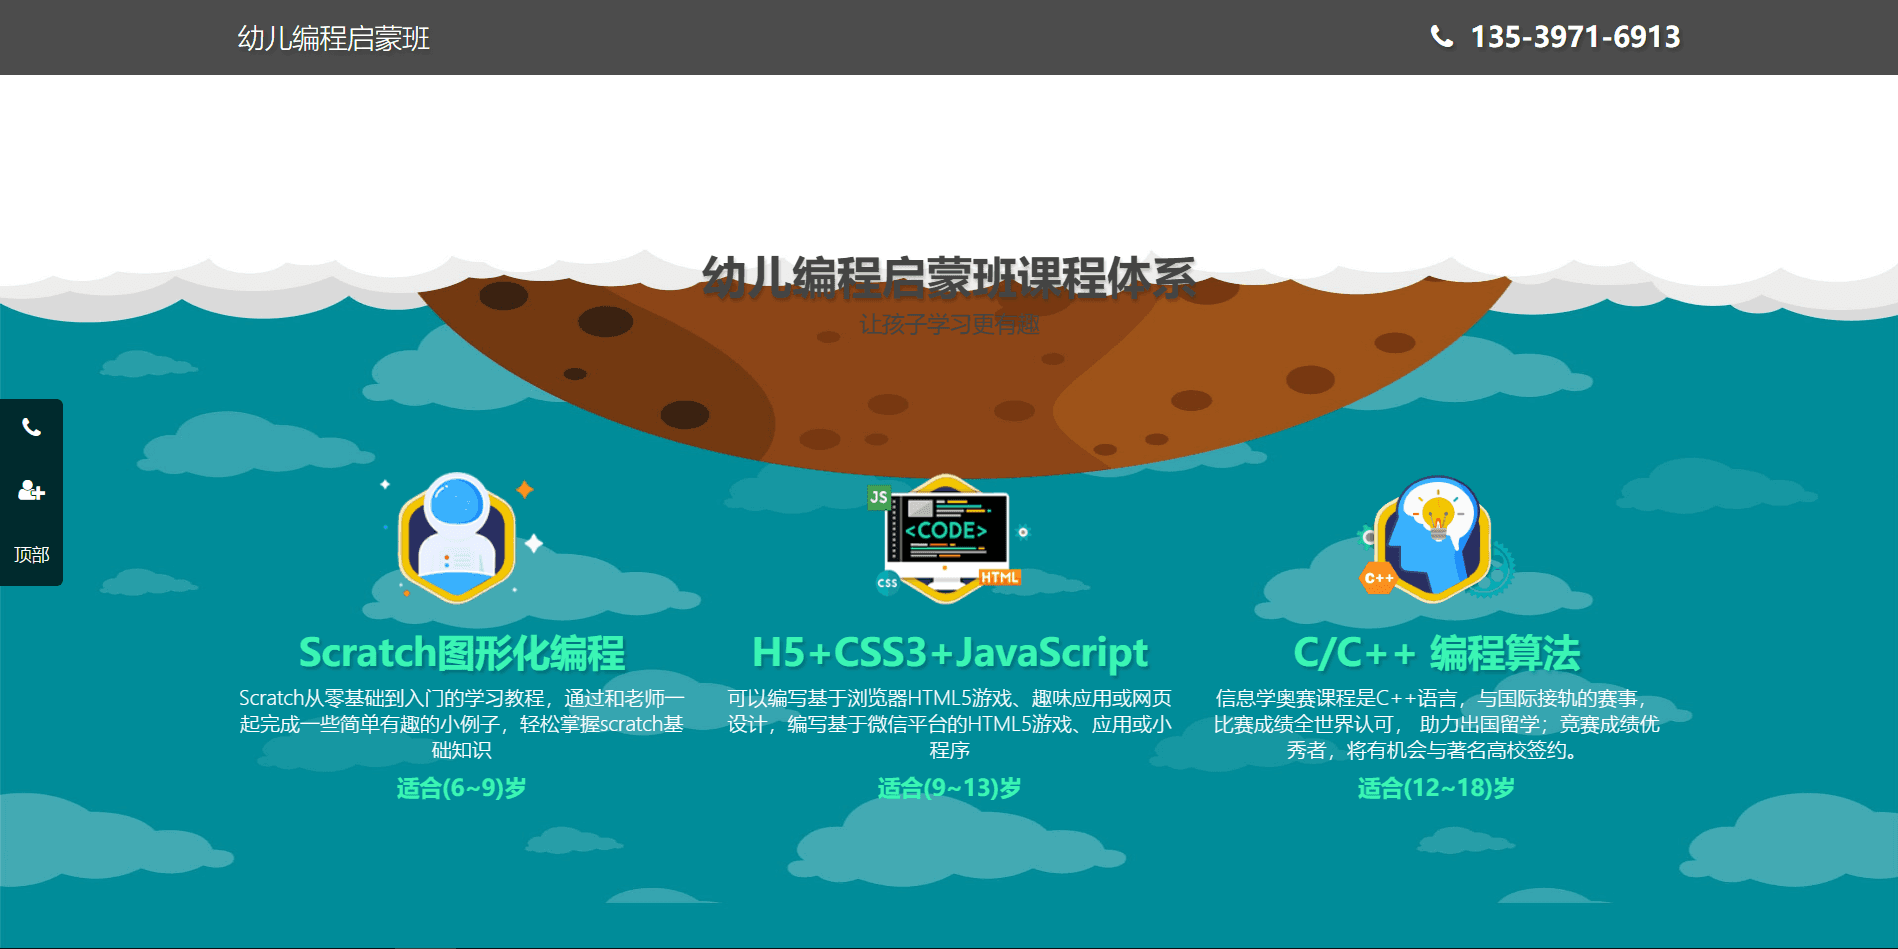 幼儿编程启蒙班
135-3971-6913
幼儿编程启蒙班课程体系
让孩子学习更有趣
顶部
JS
<CODE>
CSS
HTML
C++
Scratch图形化编程
Scratch从零基础到入门的学习教程，通过和老师一
起完成一些简单有趣的小例子，轻松掌握scratch基
础知识
适合(6~9)岁
H5+CSS3+JavaScript
可以编写基于浏览器HTML5游戏、趣味应用或网页
设计，编写基于微信平台的HTML5游戏、应用或小
程序
适合(9~13)岁
C/C++ 编程算法
信息学奥赛课程是C++语言，与国际接轨的赛事，
比赛成绩全世界认可， 助力出国留学；竞赛成绩优
秀者，将有机会与著名高校签约。
适合(12~18)岁